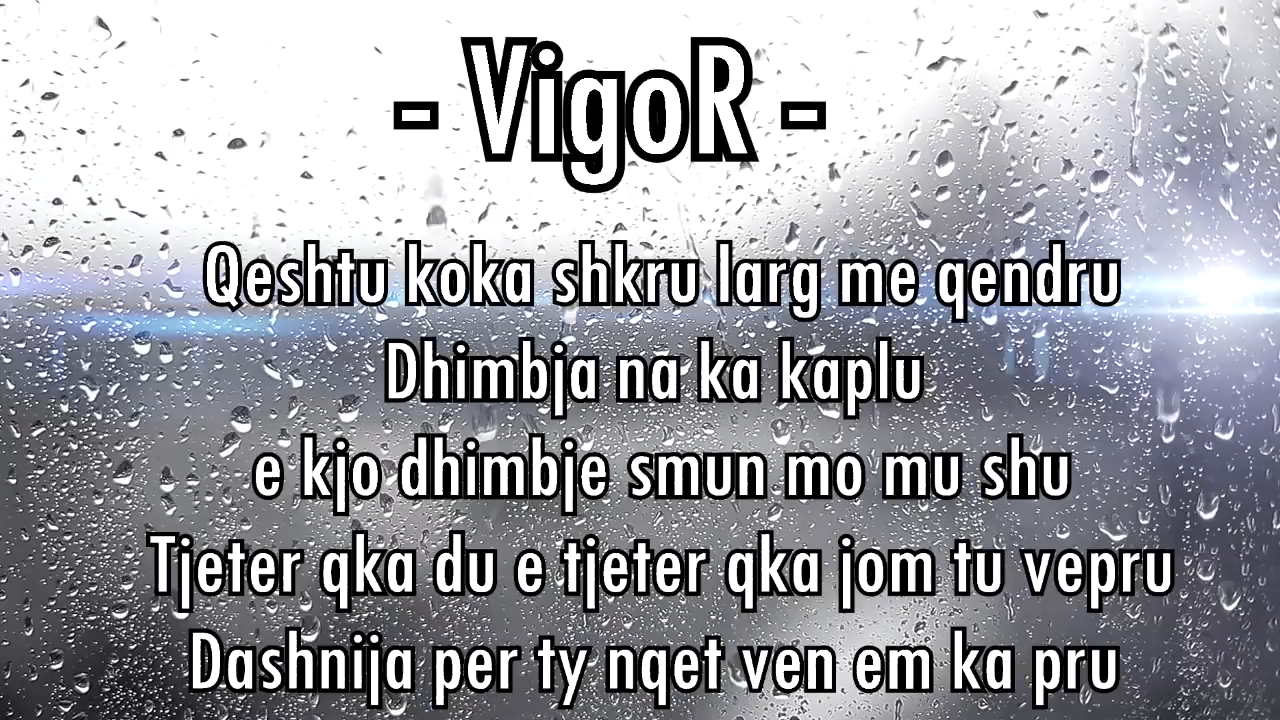 - VigoR -
Qeshtu koka shkru larg me qendru
Dhimbja na ka kaplu
e kjo dhimbje smun mo mu shu
Tjeter qka du e tjeter qka jom tu vepru
Dashnija per ty nqet ven em ka pru